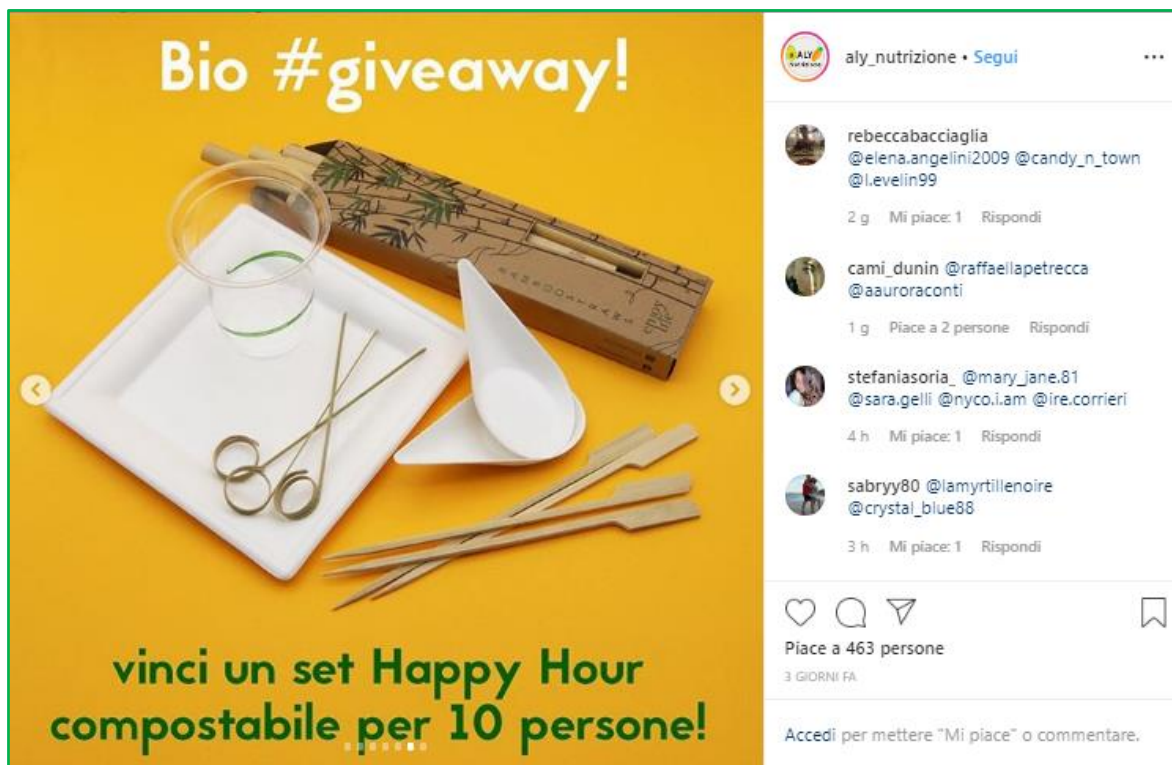 Bio #giveaway!
BAMBOOSTRAWS
vinci un set Happy Hour
compostabile per 10 persone!
ALY
aly_nutrizione • Segui
rebeccabacciaglia
@elena.angelini2009 @candy_n_town
@l.evelin99
2 g Mi piace: 1 Rispondi
cami_dunin @raffaellapetrecca
@aauroraconti
1 g Piace a 2 persone Rispondi
stefaniasoria_ @mary_jane.81
@sara.gelli @nyco.i.am @ire.corrieri
4 h Mi piace: 1 Rispondi
sabryy80 @lamyrtillenoire
@crystal_blue88
3 h Mi piace: 1 Rispondi
Piace a 463 persone
3 GIORNI FA
Accedi per mettere "Mi piace" o commentare.